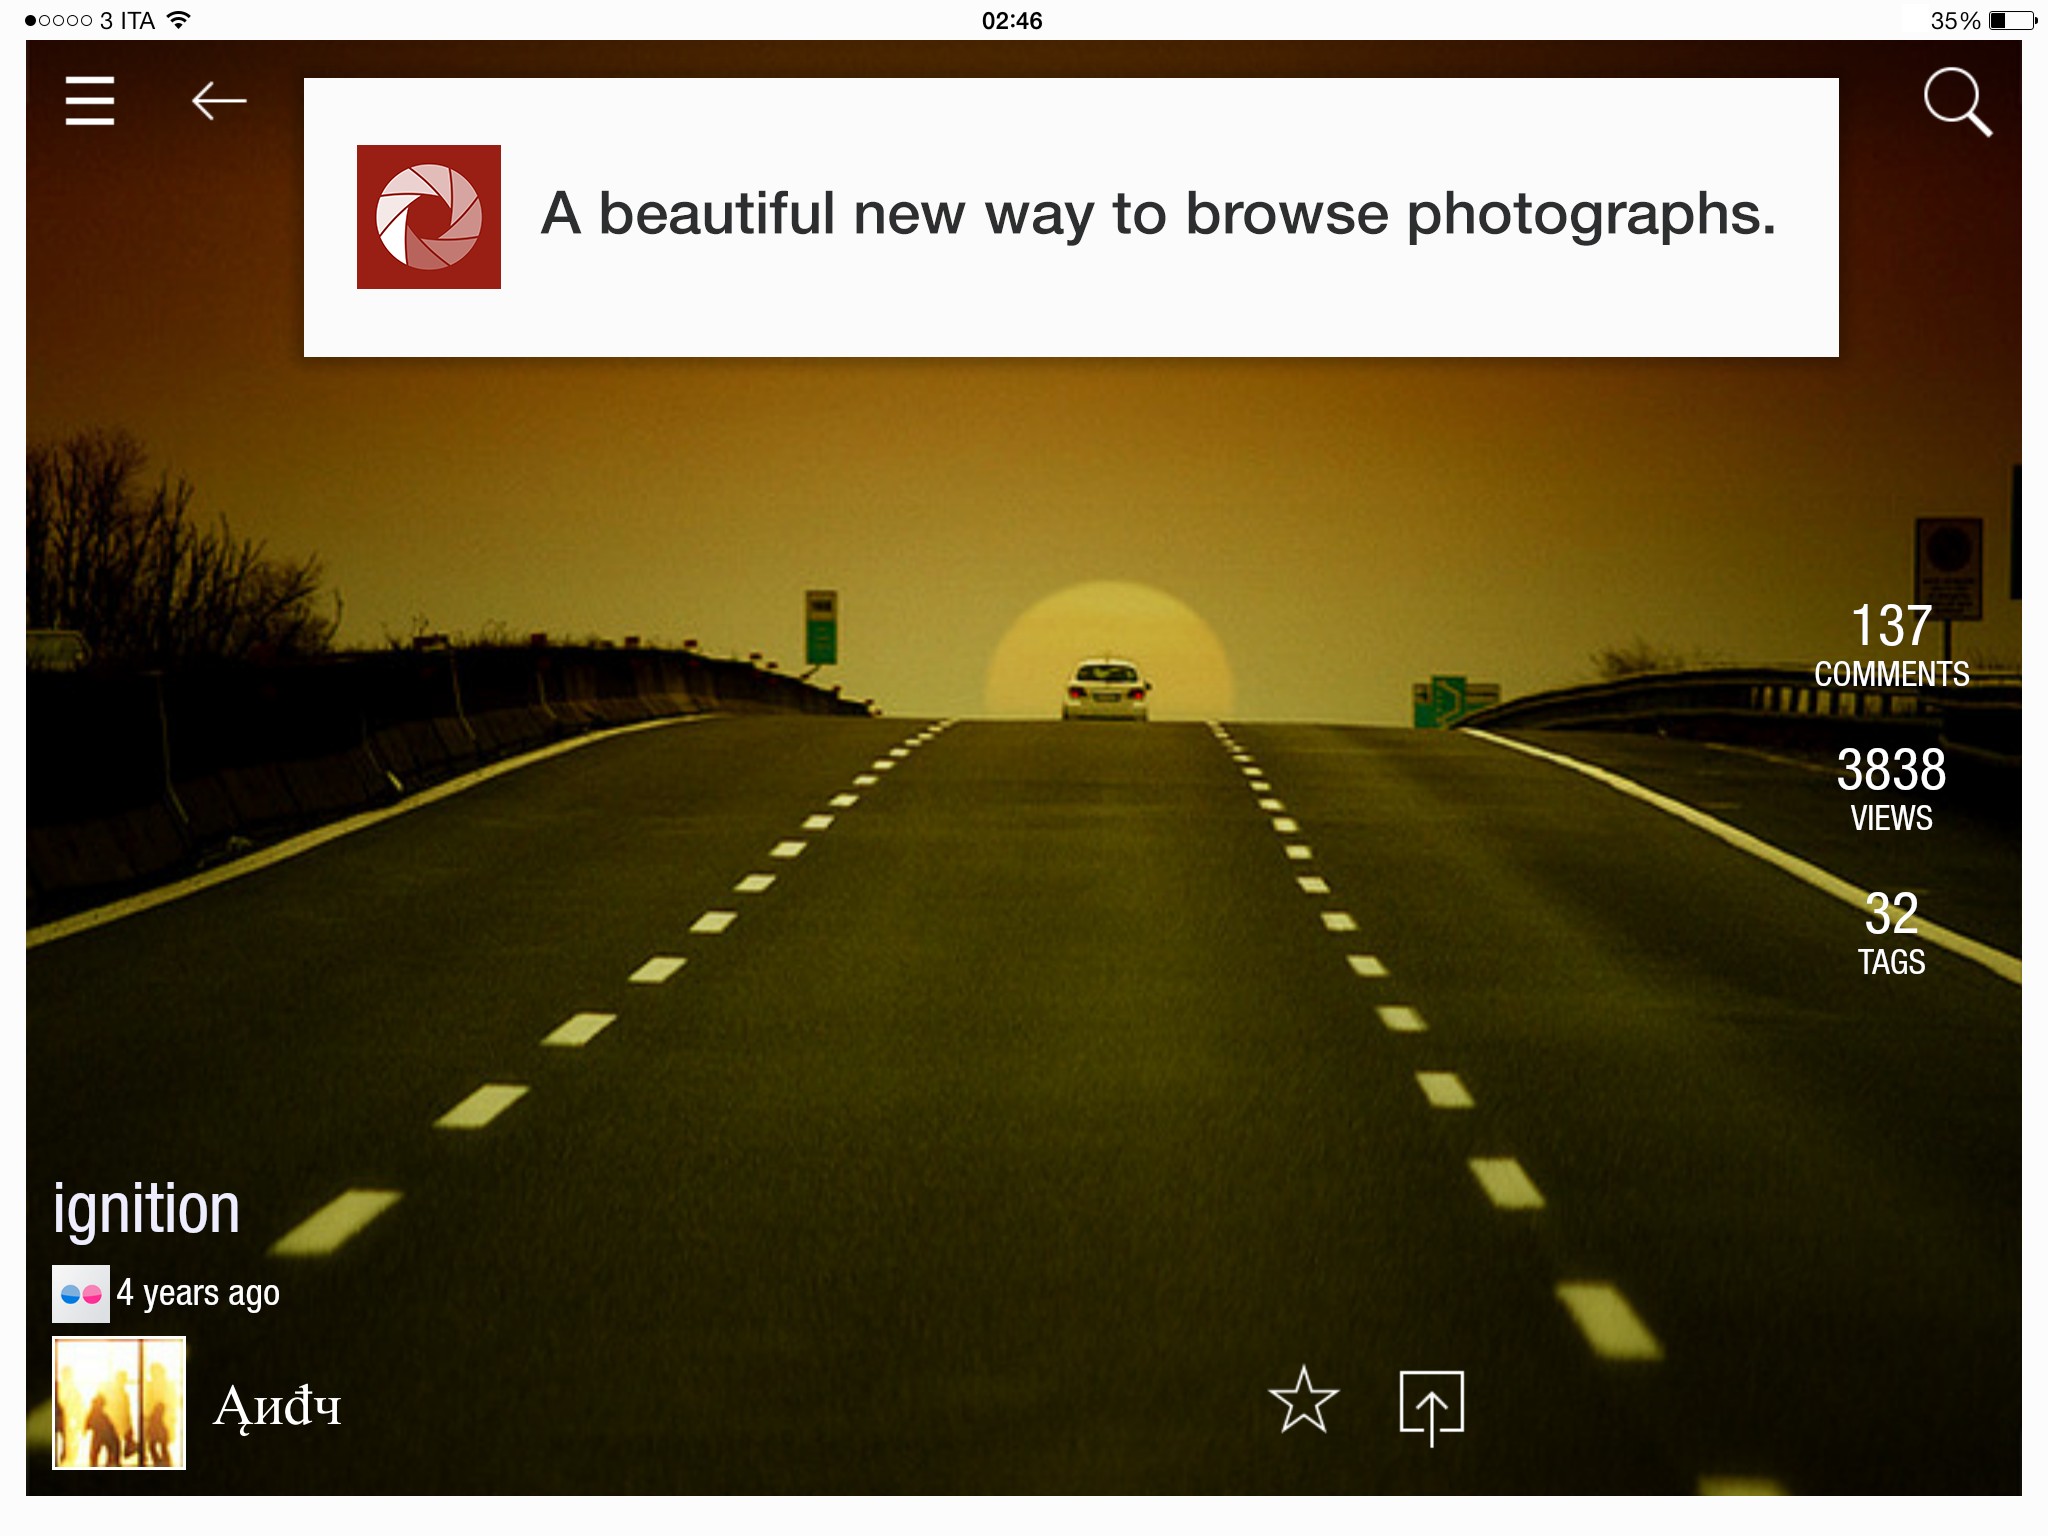 3 ITA
02:46
35%
A beautiful new way to browse photographs.
137
COMMENTS
3838
VIEWS
32
TAGS
ignition
4 years ago
Ąиđч